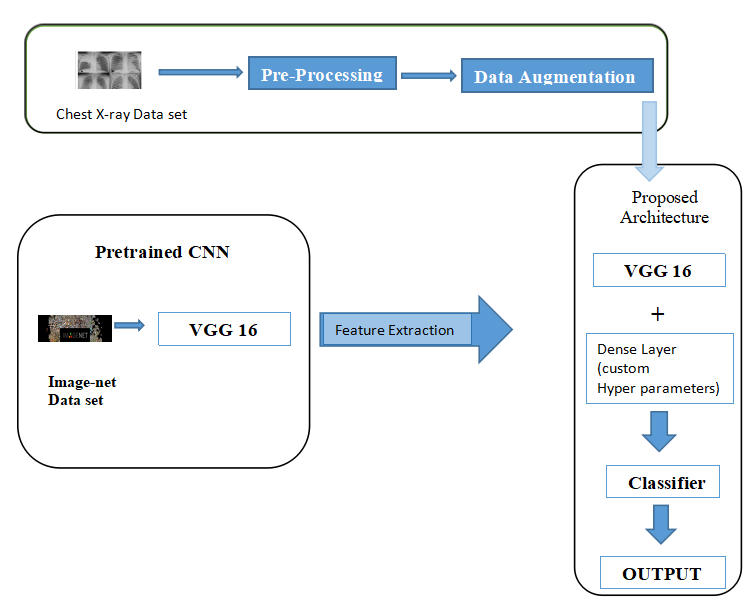 Pre-Processing
Data Augmentation
Chest X-ray Data set
Proposed
Architecture
Pretrained CNN
VGG 16
+
IMAGENET
VGG 16
Feature Extraction
Dense Layer
(custom
Hyper parameters)
Image-net
Data set
Classifier
OUTPUT